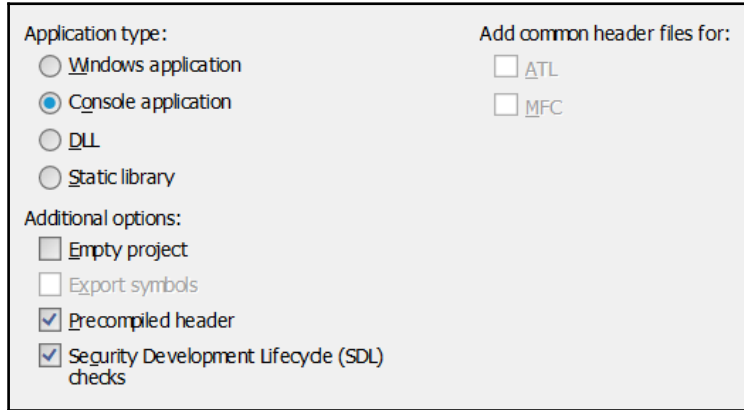 Application type:
Windows application
Console application
DLL
Static library
Additional options:
Empty project
Export symbols
Precompiled header
Security Development Lifecycle (SDL)
checks
Add common header files for:
ATL
MFC